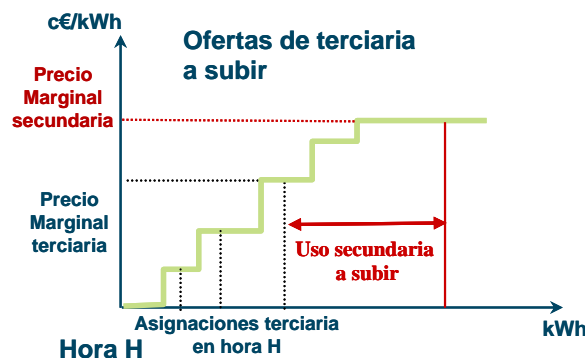 c€/kWh
Ofertas de terciaria
a subir
Precio
Marginal
secundaria
Precio
Marginal
terciaria
Uso secundaria
a subir
Asignaciones terciaria
en hora H
kWh
Hora H